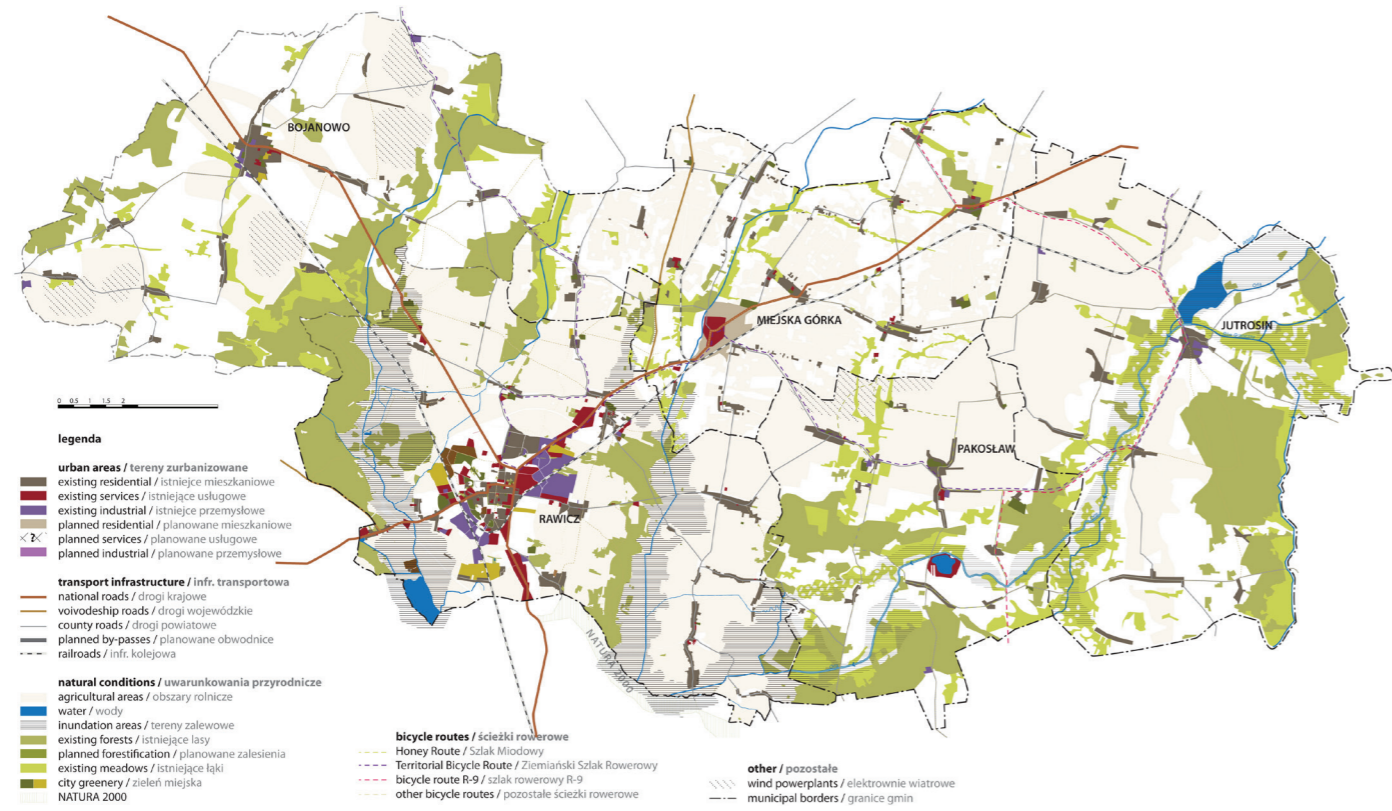 BOJANOWO
MIEJSKA GÓRKA
JUTROSIN
PAKOSŁAW
RAWICZ
NATURA 2000
0 0.5 1 1.5 2
legenda
urban areas / tereny zurbanizowane
existing residential / istniejce mieszkaniowe
existing services / istniejące usługowe
existing industrial / istniejce przemysłowe
planned residential / planowane mieszkaniowe
? planned services / planowane usługowe
planned industrial / planowane przemysłowe
transport infrastructure / infr. transportowa
national roads / drogi krajowe
voivodeship roads / drogi wojewódzkie
county roads / drogi powiatowe
planned by-passes / planowane obwodnice
railroads / infr. kolejowa
natural conditions / uwarunkowania przyrodnicze
agricultural areas / obszary rolnicze
water / wody
inundation areas / tereny zalewowe
existing forests / istniejące lasy
planned forestification / planowane zalesienia
existing meadows / istniejące łąki
city greenery / zieleń miejska
NATURA 2000
bicycle routes / ścieżki rowerowe
Honey Route / Szlak Miodowy
Territorial Bicycle Route / Ziemiański Szlak Rowerowy
bicycle route R-9 / szlak rowerowy R-9
other bicycle routes / pozostałe ścieżki rowerowe
other / pozostałe
wind powerplants / elektrownie wiatrowe
municipal borders / granice gmin